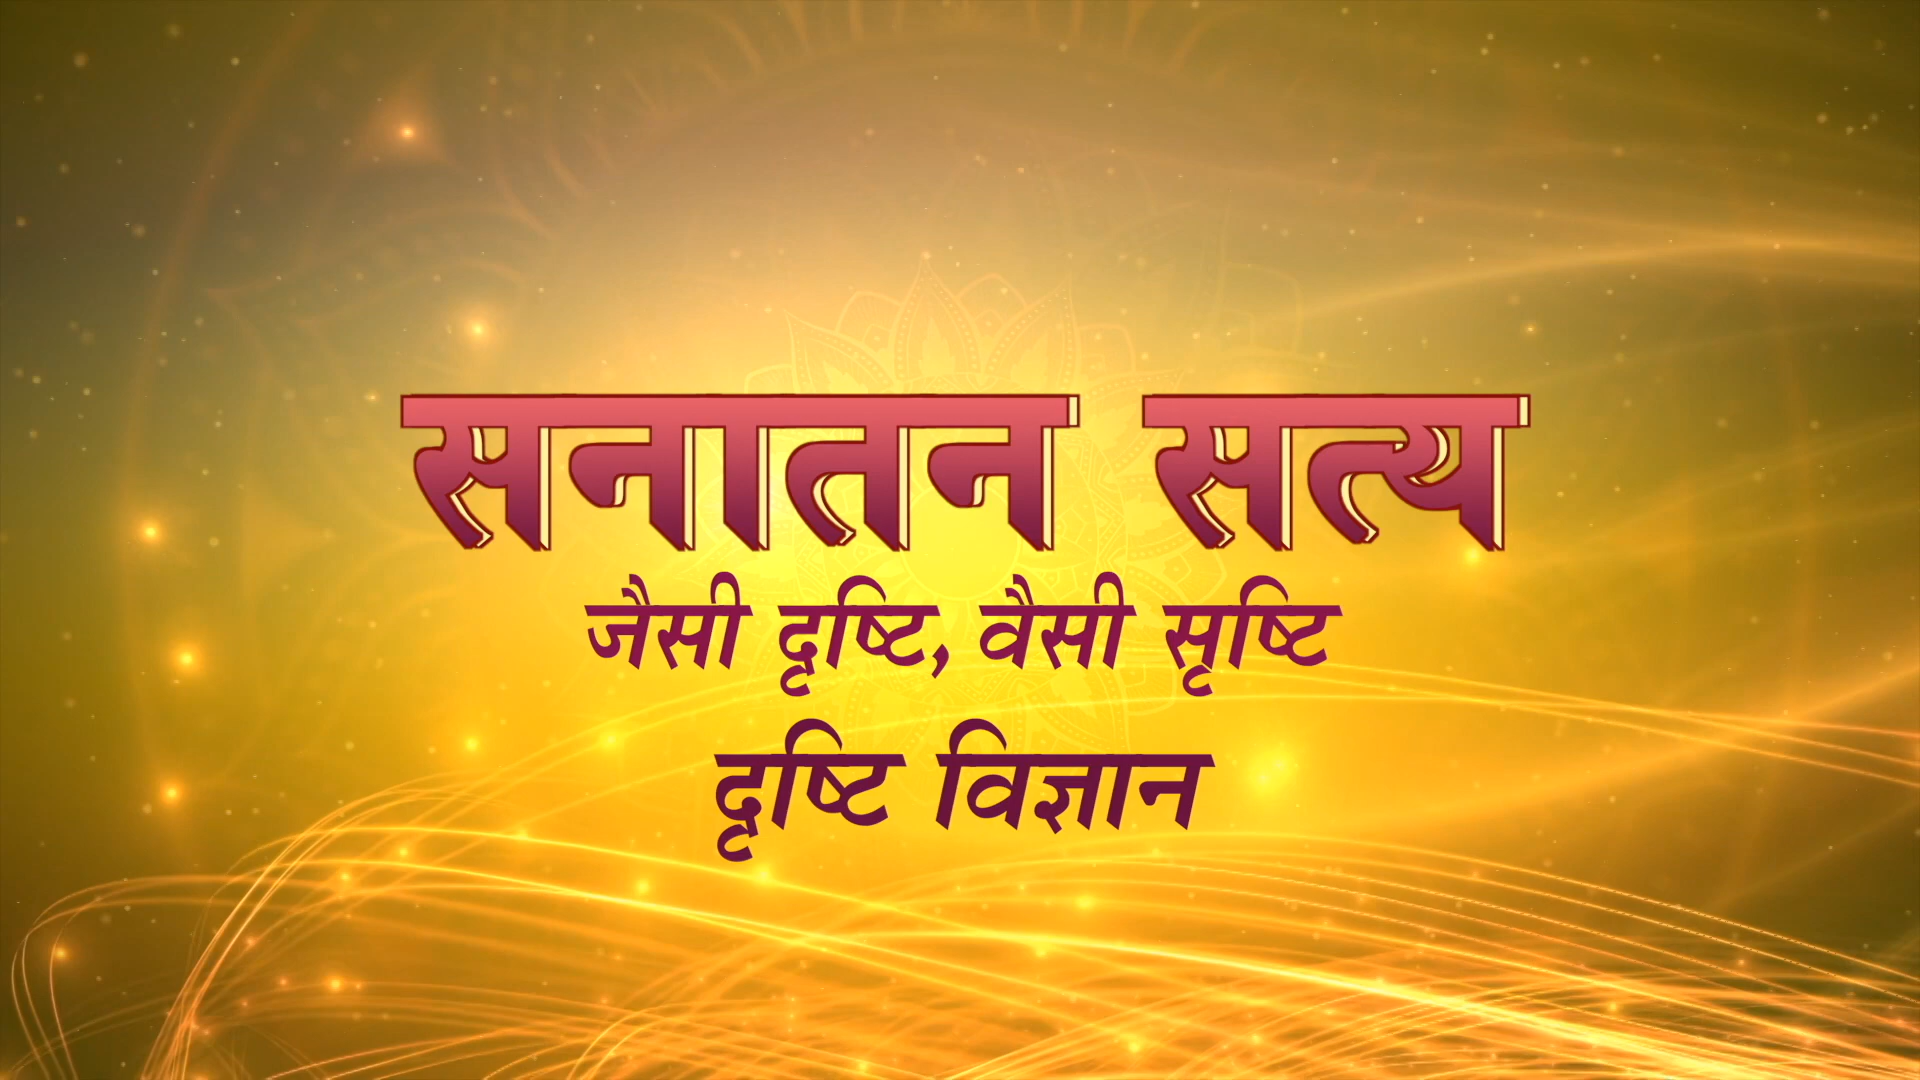 सनातन सत्य
जैसी दृष्टि, वैसी सृष्टि
दृष्टि विज्ञान